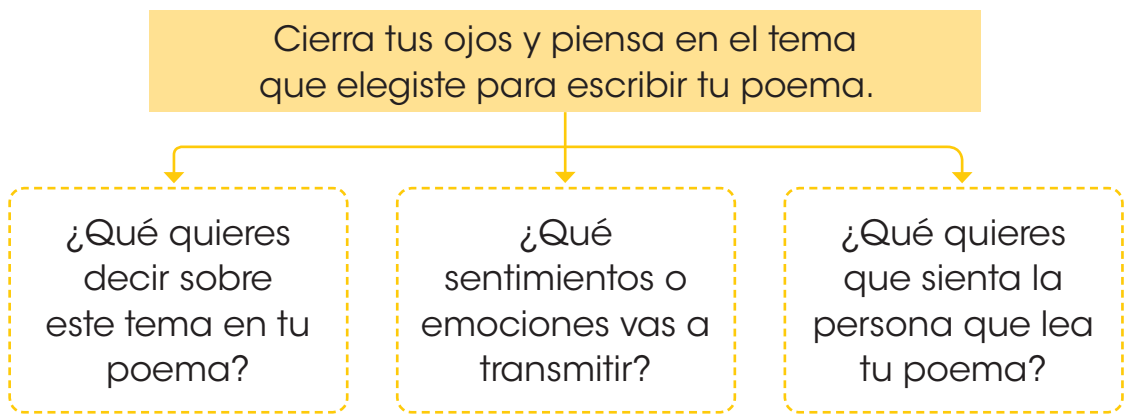 Cierra tus ojos y piensa en el tema
que elegiste para escribir tu poema.
¿Qué quieres
decir sobre
este tema en tu
poema?
¿Qué
sentimientos o
emociones vas a
transmitir?
¿Qué quieres
que sienta la
persona que lea
tu poema?